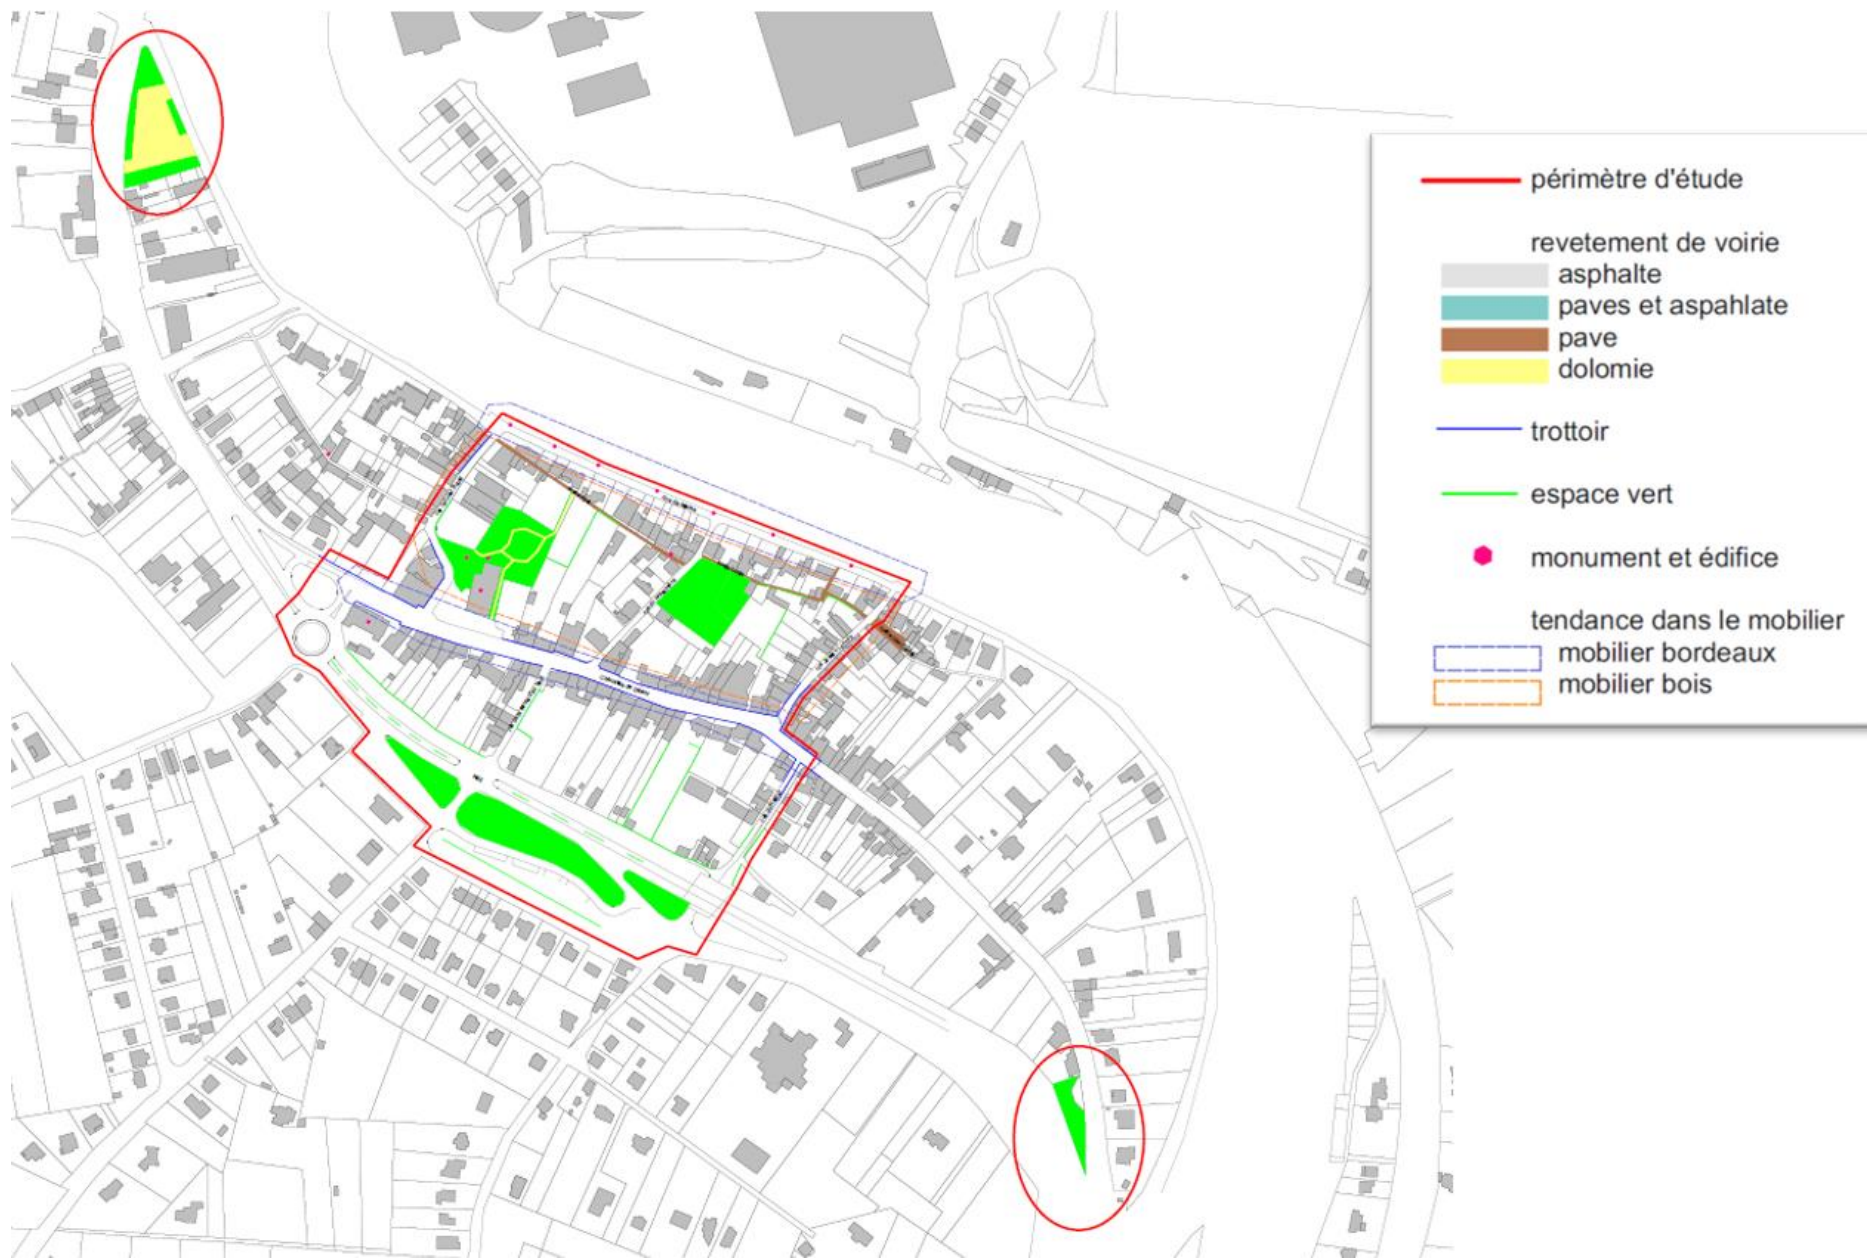 périmètre d'étude
revetement de voirie
asphalte
paves et aspahlate
pave
dolomie
trottoir
espace vert
monument et édifice
tendance dans le mobilier
mobilier bordeaux
mobilier bois